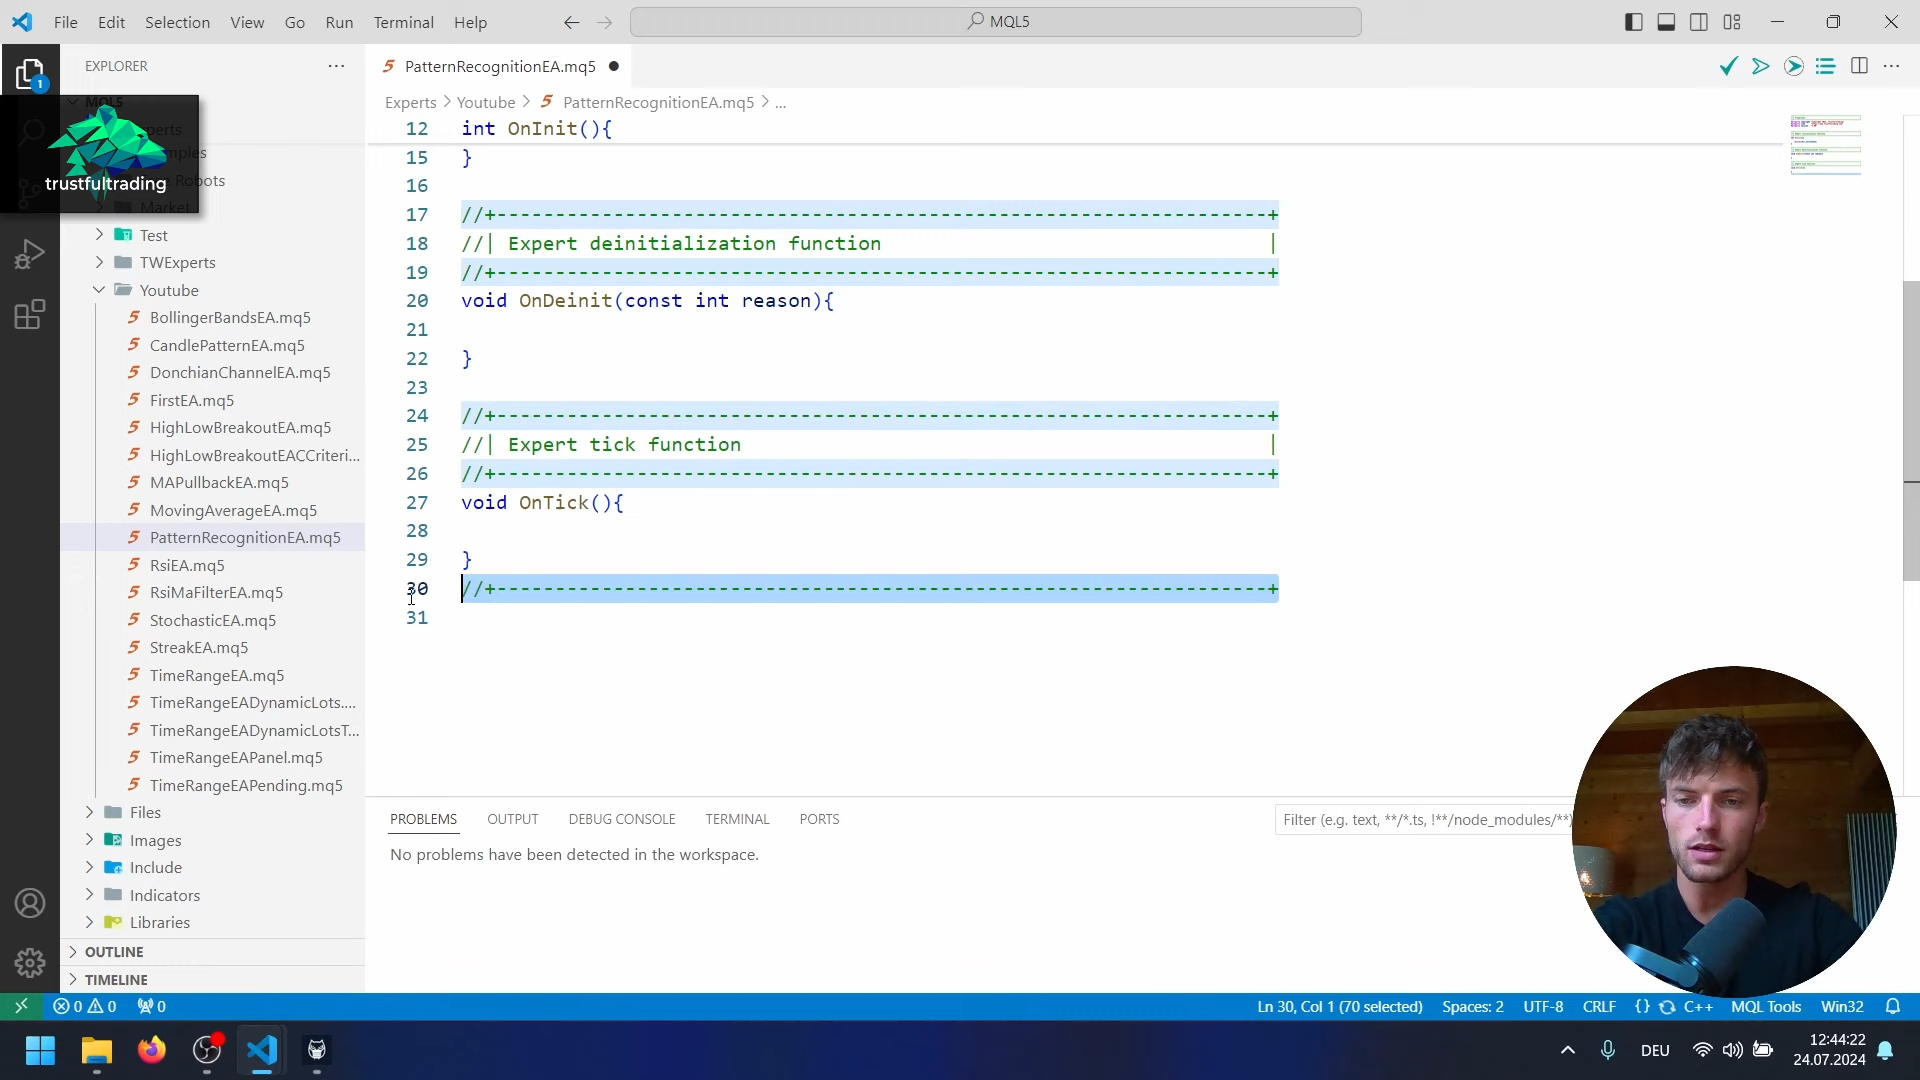 File Edit Selection View Go Run Terminal Help
MQL5
EXPLORER
PatternRecognitionEA.mq5
MQL5
Experts > Youtube > PatternRecognitionEA.mq5 > ...
trustfultrading
Robots
Market
Test
TWExperts
Youtube
BollingerBandsEA.mq5
CandlePatternEA.mq5
DonchianChannelEA.mq5
FirstEA.mq5
HighLowBreakoutEA.mq5
HighLowBreakoutEACCriteri...
MAPullbackEA.mq5
MovingAverageEA.mq5
PatternRecognitionEA.mq5
RsiEA.mq5
RsiMaFilterEA.mq5
StochasticEA.mq5
StreakEA.mq5
TimeRangeEA.mq5
TimeRangeEADynamicLots....
TimeRangeEADynamicLotsT...
TimeRangeEAPanel.mq5
TimeRangeEAPending.mq5
Files
Images
Include
Indicators
Libraries
OUTLINE
TIMELINE
12 int OnInit(){
15 }
16
17 //+------------------------------------------------------------------+
18 //| Expert deinitialization function                                 |
19 //+------------------------------------------------------------------+
20 void OnDeinit(const int reason){
21
22 }
23
24 //+------------------------------------------------------------------+
25 //| Expert tick function                                             |
26 //+------------------------------------------------------------------+
27 void OnTick(){
28
29 }
30 //+------------------------------------------------------------------+
31
PROBLEMS OUTPUT DEBUG CONSOLE TERMINAL PORTS
Filter (e.g. text, **/*.ts, !**/node_modules/**)
No problems have been detected in the workspace.
0 0 0
Ln 30, Col 1 (70 selected) Spaces: 2 UTF-8 CRLF {} C++ MQL Tools Win32
DEU
12:44:22
24.07.2024